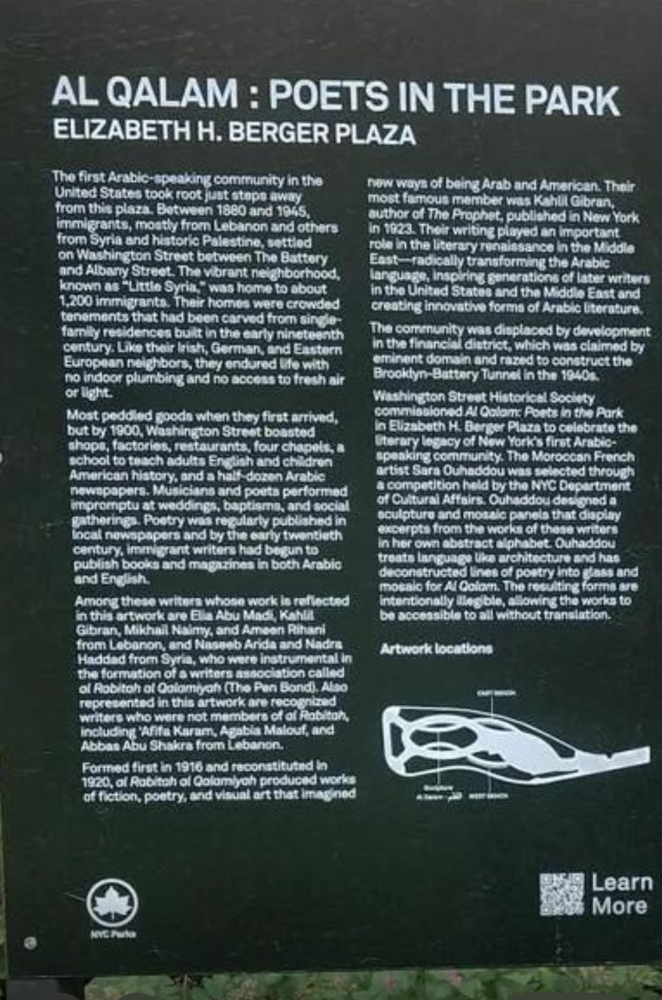 AL QALAM : POETS IN THE PARK
ELIZABETH H. BERGER PLAZA
The first Arabic-speaking community in the
United States took root just steps away
from this plaza. Between 1880 and 1945,
immigrants, mostly from Lebanon and others
from Syria and historic Palestine, settled
on Washington Street between The Battery
and Albany Street. The vibrant neighborhood,
known as "Little Syria," was home to about
1,200 immigrants. Their homes were crowded
tenements that had been carved from single-
family residences built in the early nineteenth
century. Like their Irish, German, and Eastern
European neighbors, they endured life with
no indoor plumbing and no access to fresh air
or light.
Most peddled goods when they first arrived,
but by 1900, Washington Street boasted
shops, factories, restaurants, four chapels, a
school to teach adults English and children
American history, and a half-dozen Arabic
newspapers. Musicians and poets performed
impromptu at weddings, baptisms, and social
gatherings. Poetry was regularly published in
local newspapers and by the early twentieth
century, immigrant writers had begun to
publish books and magazines in both Arabic
and English.
Among these writers whose work is reflected
in this artwork are Elia Abu Madi, Kahlil
Gibran, Mikhail Naimy, and Ameen Rihani
from Lebanon, and Naseeb Arida and Nadra
Haddad from Syria, who were instrumental in
the formation of a writers association called
al Rabitah al Qalamiyah (The Pen Bond). Also
represented in this artwork are recognized
writers who were not members of al Rabitah,
including 'Afifa Karam, Agabia Malouf, and
Abbas Abu Shakra from Lebanon.
Formed first in 1916 and reconstituted in
1920, al Rabitah al Qalamiyah produced works
of fiction, poetry, and visual art that imagined
new ways of being Arab and American. Their
most famous member was Kahlil Gibran,
author of The Prophet, published in New York
in 1923. Their writing played an important
role in the literary renaissance in the Middle
East—radically transforming the Arabic
language, inspiring generations of later writers
in the United States and the Middle East and
creating innovative forms of Arabic literature.
The community was displaced by development
in the financial district, which was claimed by
eminent domain and razed to construct the
Brooklyn-Battery Tunnel in the 1940s.
Washington Street Historical Society
commissioned Al Qalam: Poets in the Park
in Elizabeth H. Berger Plaza to celebrate the
literary legacy of New York's first Arabic-
speaking community. The Moroccan French
artist Sara Ouhaddou was selected through
a competition held by the NYC Department
of Cultural Affairs. Ouhaddou designed a
sculpture and mosaic panels that display
excerpts from the works of these writers
in her own abstract alphabet. Ouhaddou
treats language like architecture and has
deconstructed lines of poetry into glass and
mosaic for Al Qalam. The resulting forms are
intentionally illegible, allowing the works to
be accessible to all without translation.
Artwork locations
EAST BENCH
Sculpture
Al Qalam - القلم WEST BENCH
NYC Parks
Learn
More